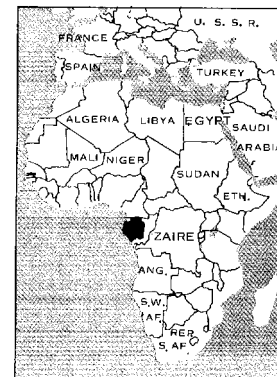 U. S. S. R.
FRANCE
SPAIN
TURKEY
ALGERIA
LIBYA
EGYPT
SAUDI
ARABIA
MALI
NIGER
SUDAN
ETH.
ZAIRE
ANG.
S.W.
AF.
REP.
S. AF.